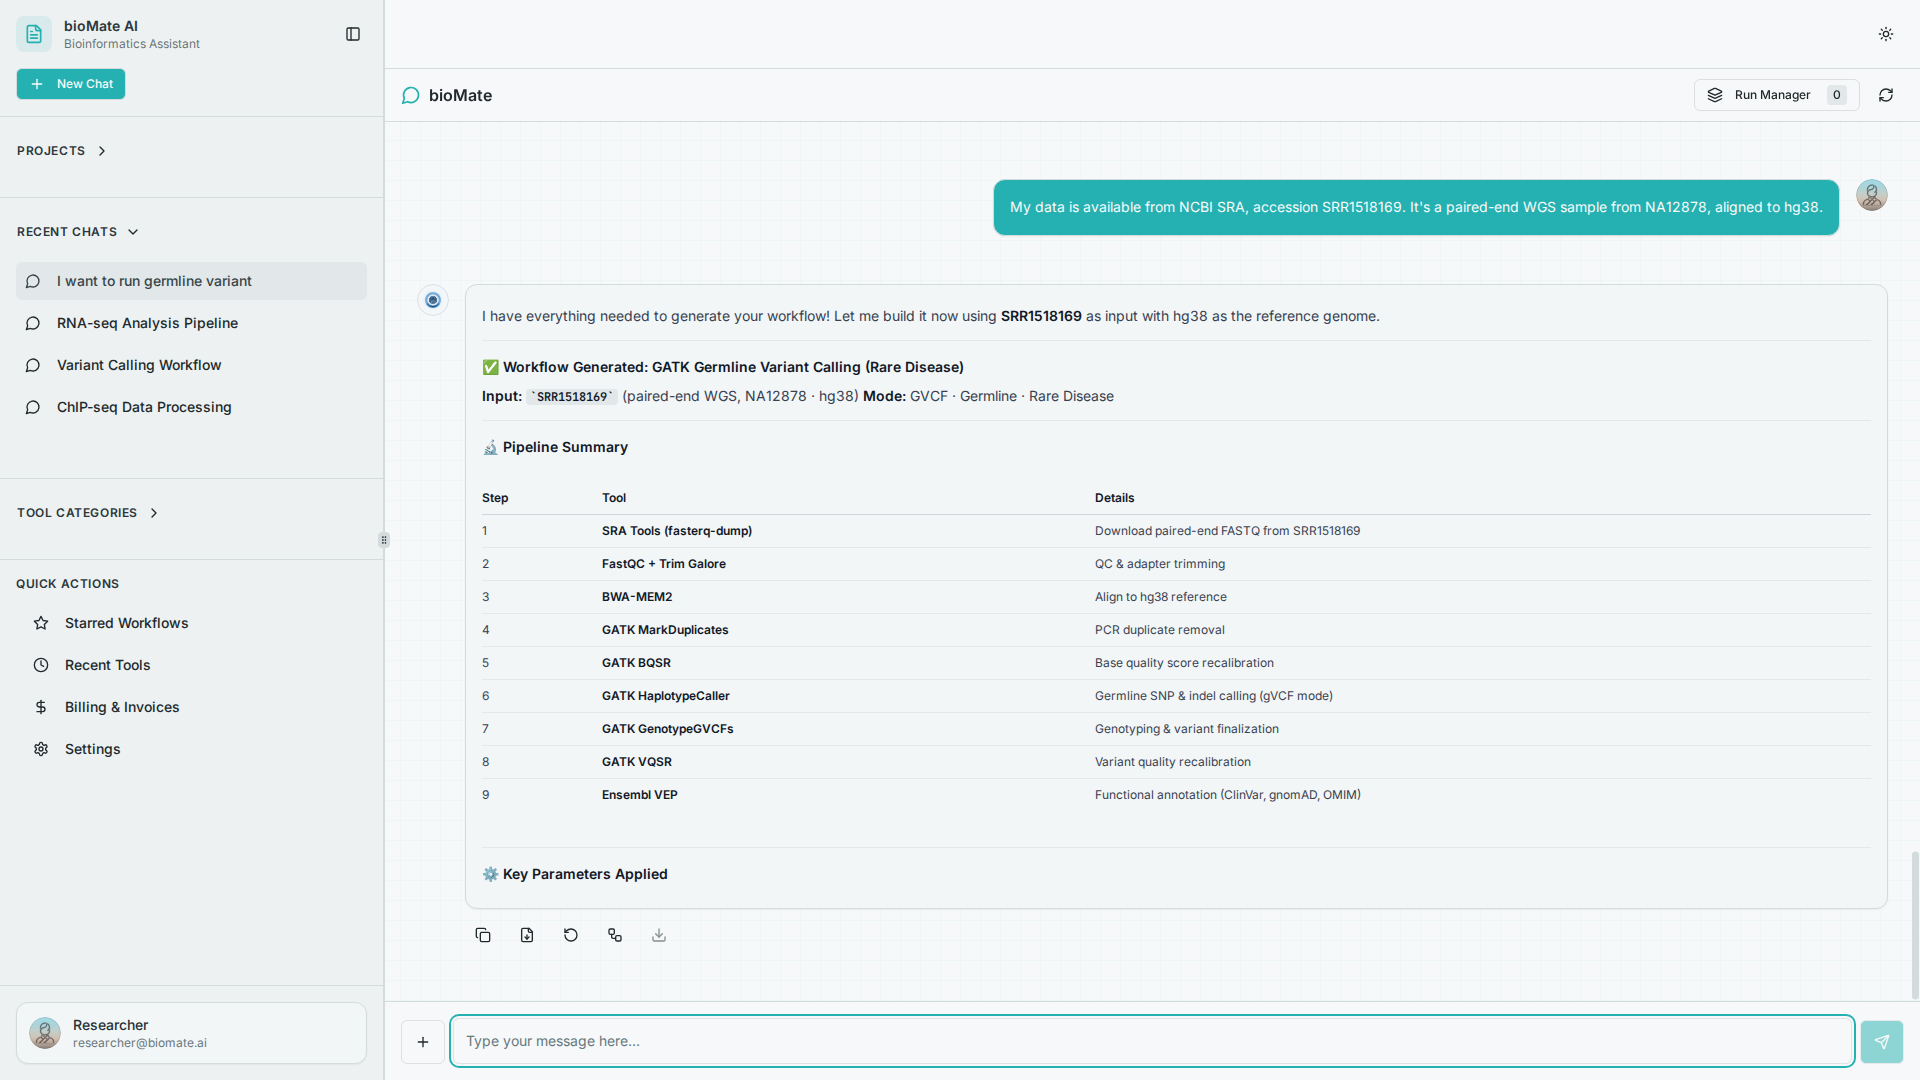 bioMate AI
Bioinformatics Assistant
New Chat
PROJECTS
RECENT CHATS
I want to run germline variant
RNA-seq Analysis Pipeline
Variant Calling Workflow
ChIP-seq Data Processing
TOOL CATEGORIES
QUICK ACTIONS
Starred Workflows
Recent Tools
Billing & Invoices
Settings
Researcher
researcher@biomate.ai
bioMate
Run Manager 0
My data is available from NCBI SRA, accession SRR1518169. It's a paired-end WGS sample from NA12878, aligned to hg38.
I have everything needed to generate your workflow! Let me build it now using SRR1518169 as input with hg38 as the reference genome.
✅ Workflow Generated: GATK Germline Variant Calling (Rare Disease)
Input: `SRR1518169` (paired-end WGS, NA12878 · hg38) Mode: GVCF · Germline · Rare Disease
🔬 Pipeline Summary
Step Tool Details
1 SRA Tools (fasterq-dump) Download paired-end FASTQ from SRR1518169
2 FastQC + Trim Galore QC & adapter trimming
3 BWA-MEM2 Align to hg38 reference
4 GATK MarkDuplicates PCR duplicate removal
5 GATK BQSR Base quality score recalibration
6 GATK HaplotypeCaller Germline SNP & indel calling (gVCF mode)
7 GATK GenotypeGVCFs Genotyping & variant finalization
8 GATK VQSR Variant quality recalibration
9 Ensembl VEP Functional annotation (ClinVar, gnomAD, OMIM)
⚙️ Key Parameters Applied
Type your message here...